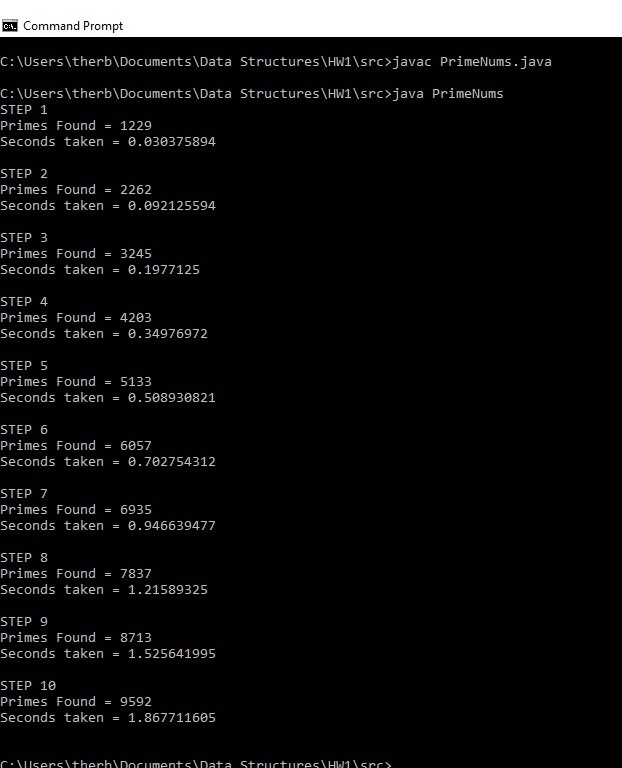 Command Prompt
C:\Users\therb\Documents\Data Structures\HW1\src>javac PrimeNums.java
C:\Users\therb\Documents\Data Structures\HW1\src>java PrimeNums
STEP 1
Primes Found = 1229
Seconds taken = 0.030375894
STEP 2
Primes Found = 2262
Seconds taken = 0.092125594
STEP 3
Primes Found = 3245
Seconds taken = 0.1977125
STEP 4
Primes Found = 4203
Seconds taken = 0.34976972
STEP 5
Primes Found = 5133
Seconds taken = 0.508930821
STEP 6
Primes Found = 6057
Seconds taken = 0.702754312
STEP 7
Primes Found = 6935
Seconds taken = 0.946639477
STEP 8
Primes Found = 7837
Seconds taken = 1.21589325
STEP 9
Primes Found = 8713
Seconds taken = 1.525641995
STEP 10
Primes Found = 9592
Seconds taken = 1.867711605
C:\Users\therb\Documents\Data Structures\HW1\src>